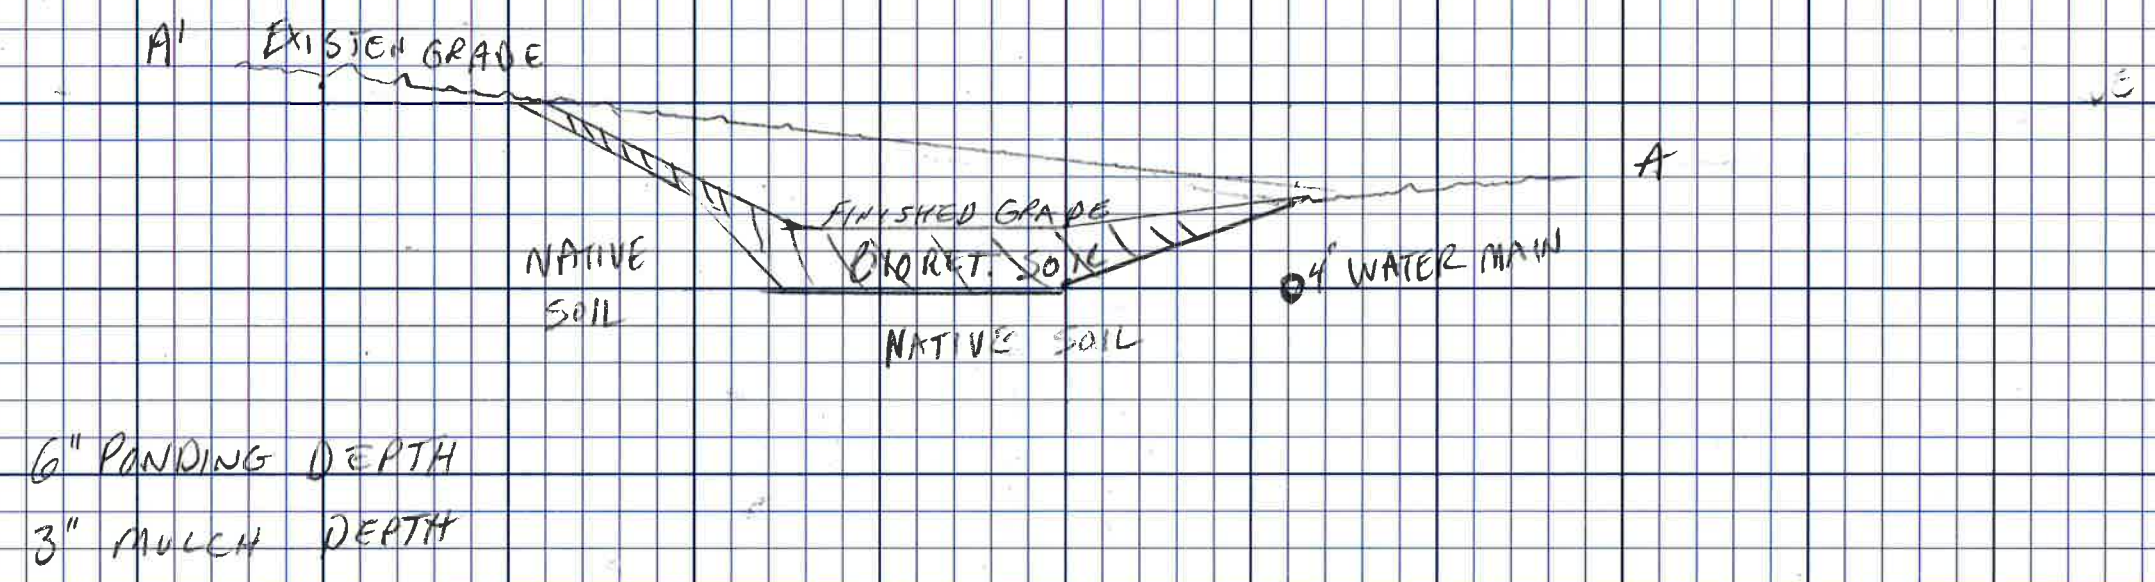 A' EXISTEN GRADE
A
FINISHED GRADE
BIORET. SOIL
NATIVE
SOIL
4" WATER MAIN
NATIVE SOIL
6" PONDING DEPTH
3" MULCH DEPTH